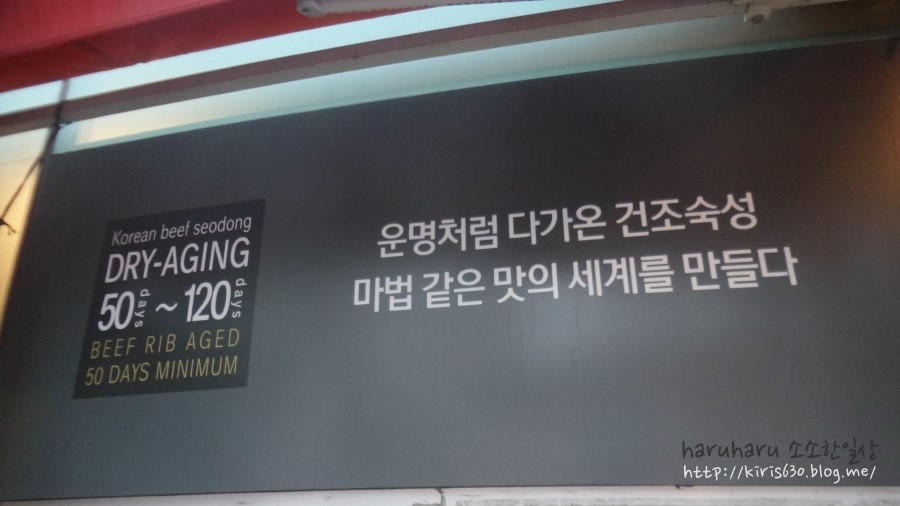 Korean beef seodong
DRY-AGING
50 days ~ 120 days
BEEF RIB AGED
50 DAYS MINIMUM
운명처럼 다가온 건조숙성
마법 같은 맛의 세계를 만들다
haruharu 소소한일상
http://kiris630.blog.me/